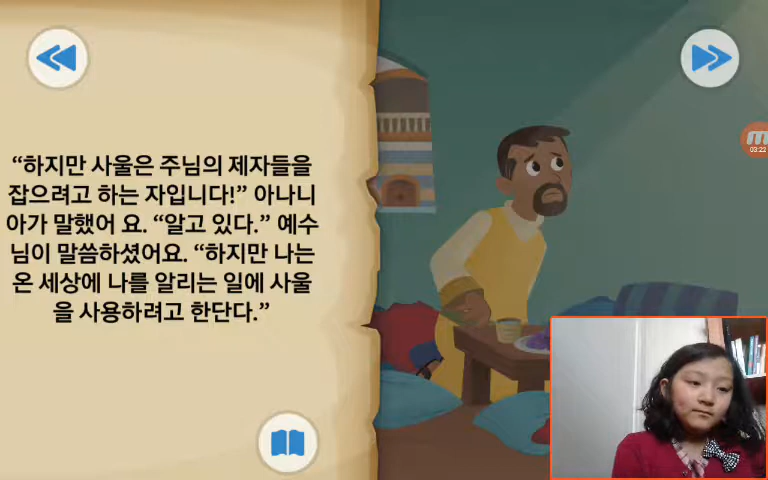 “하지만 사울은 주님의 제자들을
잡으려고 하는 자입니다!” 아나니
아가 말했어 요. “알고 있다.” 예수
님이 말씀하셨어요. “하지만 나는
온 세상에 나를 알리는 일에 사울
을 사용하려고 한단다.”
03:22